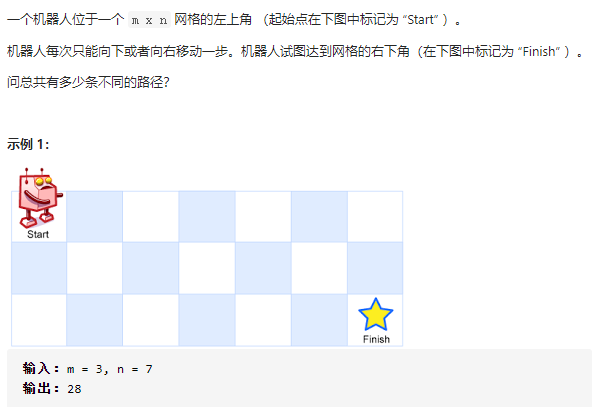 一个机器人位于一个 m x n 网格的左上角 （起始点在下图中标记为 “Start” ）。
机器人每次只能向下或者向右移动一步。机器人试图达到网格的右下角（在下图中标记为 “Finish” ）。
问总共有多少条不同的路径？
示例 1：
Start
Finish
输入：m = 3, n = 7
输出：28